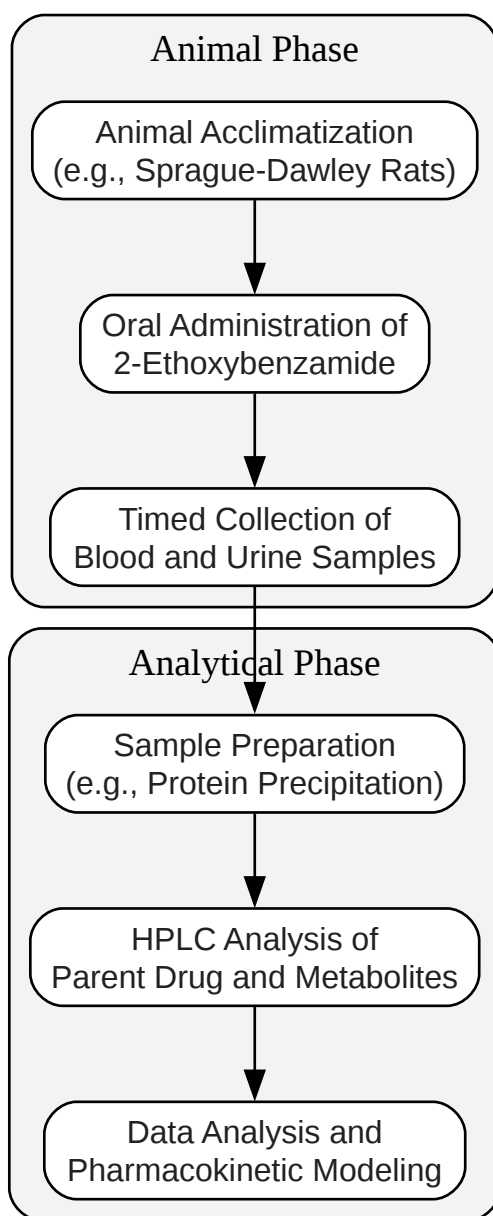 Animal Phase
Animal Acclimatization
(e.g., Sprague-Dawley Rats)
Oral Administration of
2-Ethoxybenzamide
Timed Collection of
Blood and Urine Samples
Analytical Phase
Sample Preparation
(e.g., Protein Precipitation)
HPLC Analysis of
Parent Drug and Metabolites
Data Analysis and
Pharmacokinetic Modeling